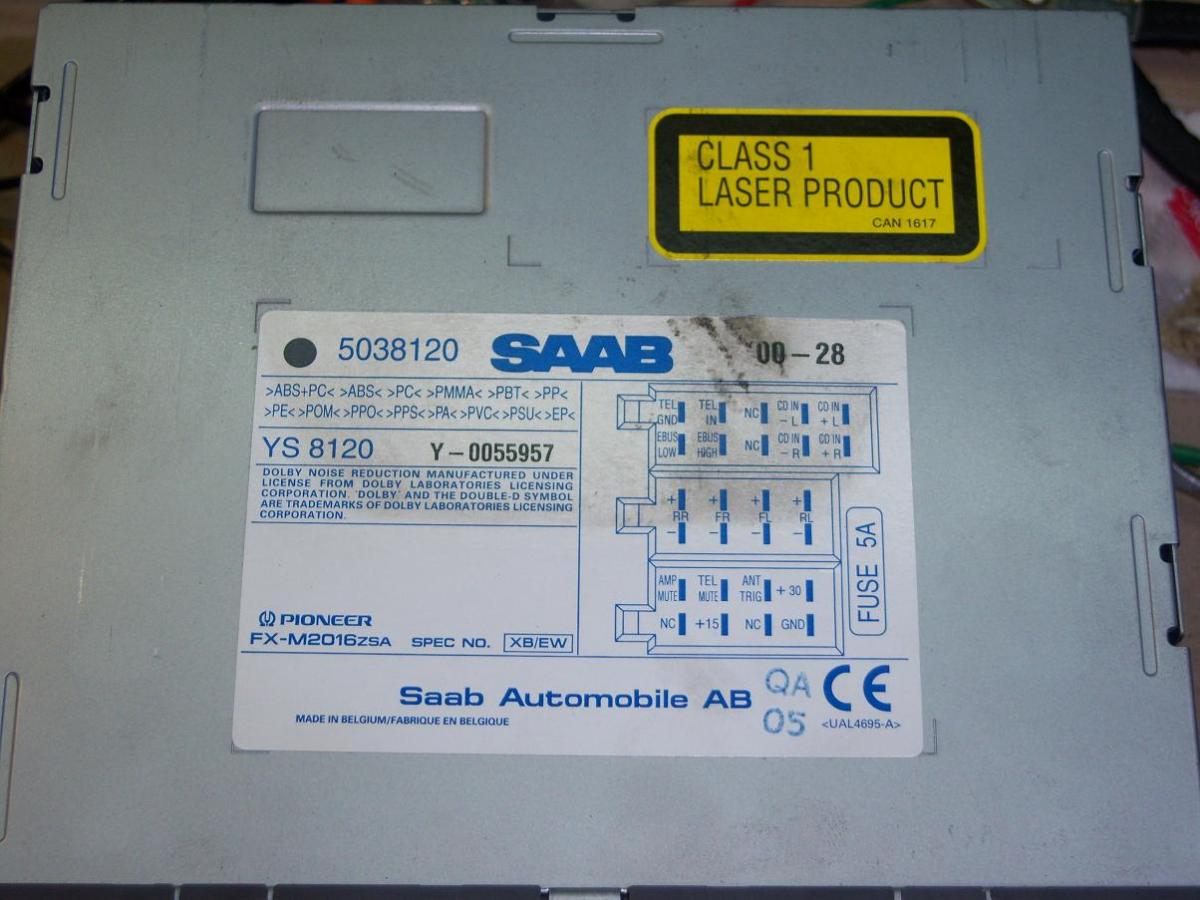 CLASS 1
LASER PRODUCT
CAN 1617
5038120 SAAB 00-28
>ABS+PC< >ABS< >PC< >PMMA< >PBT< >PP<
>PE< >POM< >PPO< >PPS< >PA< >PVC< >PSU< >EP<
YS 8120 Y-0055957
DOLBY NOISE REDUCTION MANUFACTURED UNDER
LICENSE FROM DOLBY LABORATORIES LICENSING
CORPORATION. 'DOLBY' AND THE DOUBLE-D SYMBOL
ARE TRADEMARKS OF DOLBY LABORATORIES LICENSING
CORPORATION.
TEL TEL NC CD IN CD IN
GND IN - L + L
EBUS EBUS NC CD IN CD IN
LOW HIGH - R + R
+ + + +
RR FR FL RL
- - - -
AMP TEL ANT + 30
MUTE MUTE TRIG
NC +15 NC GND
FUSE 5A
PIONEER
FX-M2016ZSA SPEC NO. XB/EW
Saab Automobile AB
MADE IN BELGIUM/FABRIQUE EN BELGIQUE
QA
05
CE
<UAL4695-A>